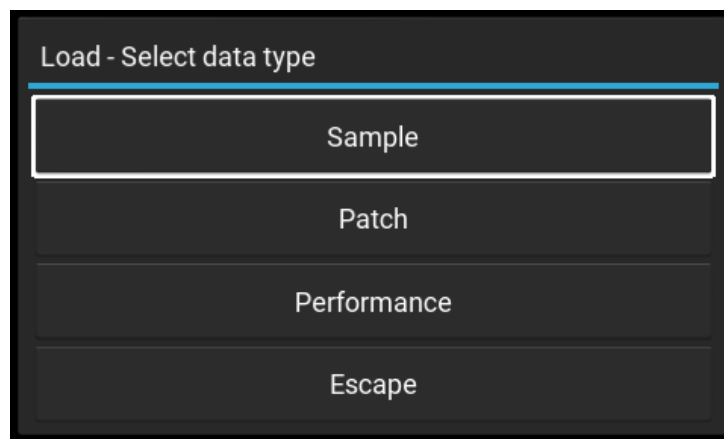 Load - Select data type
Sample
Patch
Performance
Escape